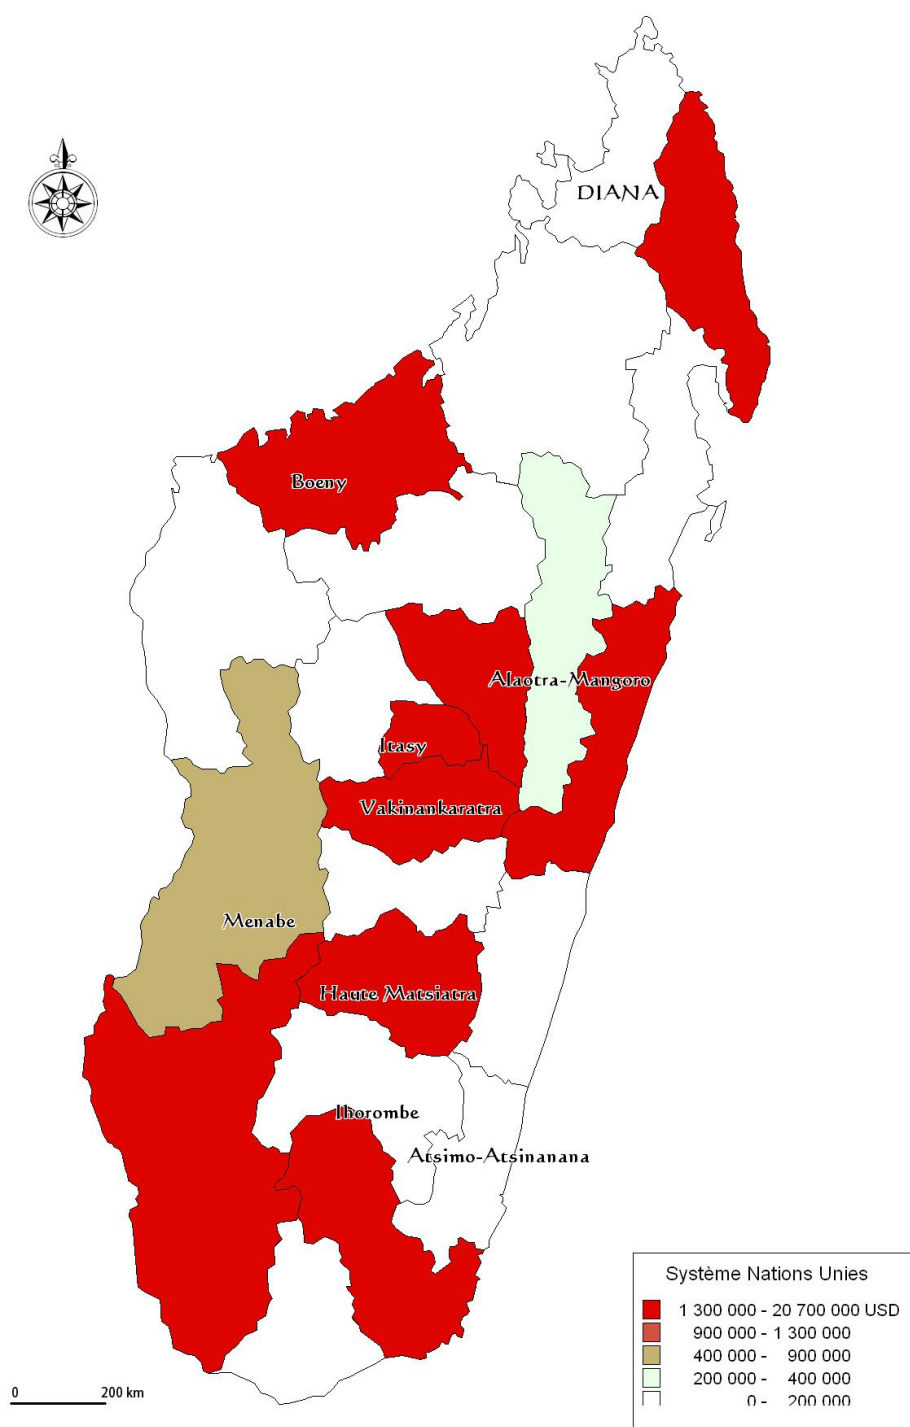 DIANA
Boeny
Alaotra-Mangoro
Itasy
Vakinankaratra
Menabe
Haute Matsiatra
Ihorombe
Atsimo-Atsinanana
Système Nations Unies
1 300 000 - 20 700 000 USD
900 000 - 1 300 000
400 000 - 900 000
200 000 - 400 000
0 - 200 000
0 200 km